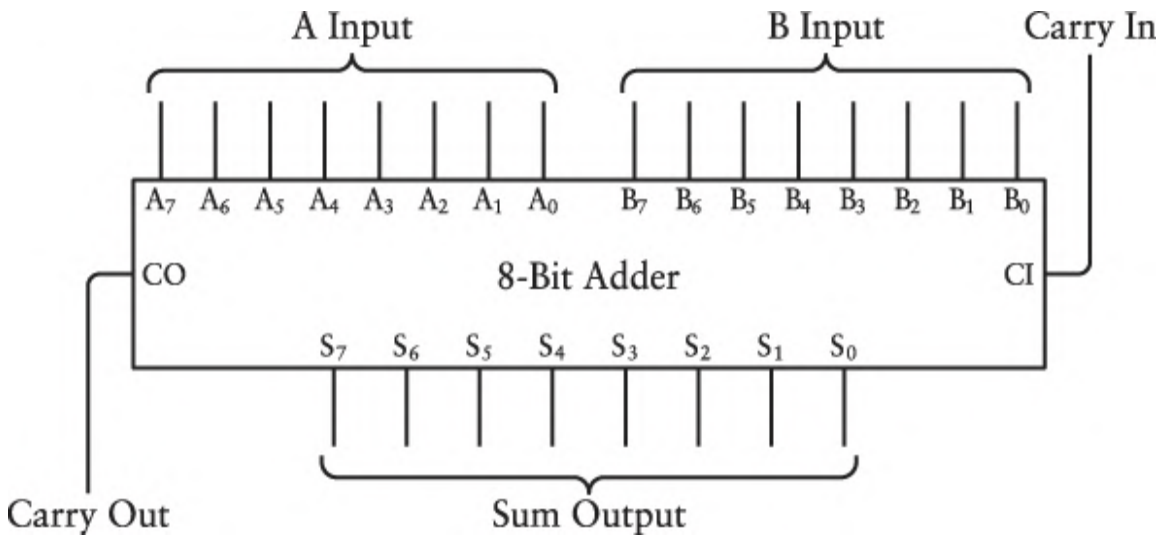 A Input B Input Carry In
A₇ A₆ A₅ A₄ A₃ A₂ A₁ A₀ B₇ B₆ B₅ B₄ B₃ B₂ B₁ B₀
CO 8-Bit Adder CI
S₇ S₆ S₅ S₄ S₃ S₂ S₁ S₀
Carry Out Sum Output